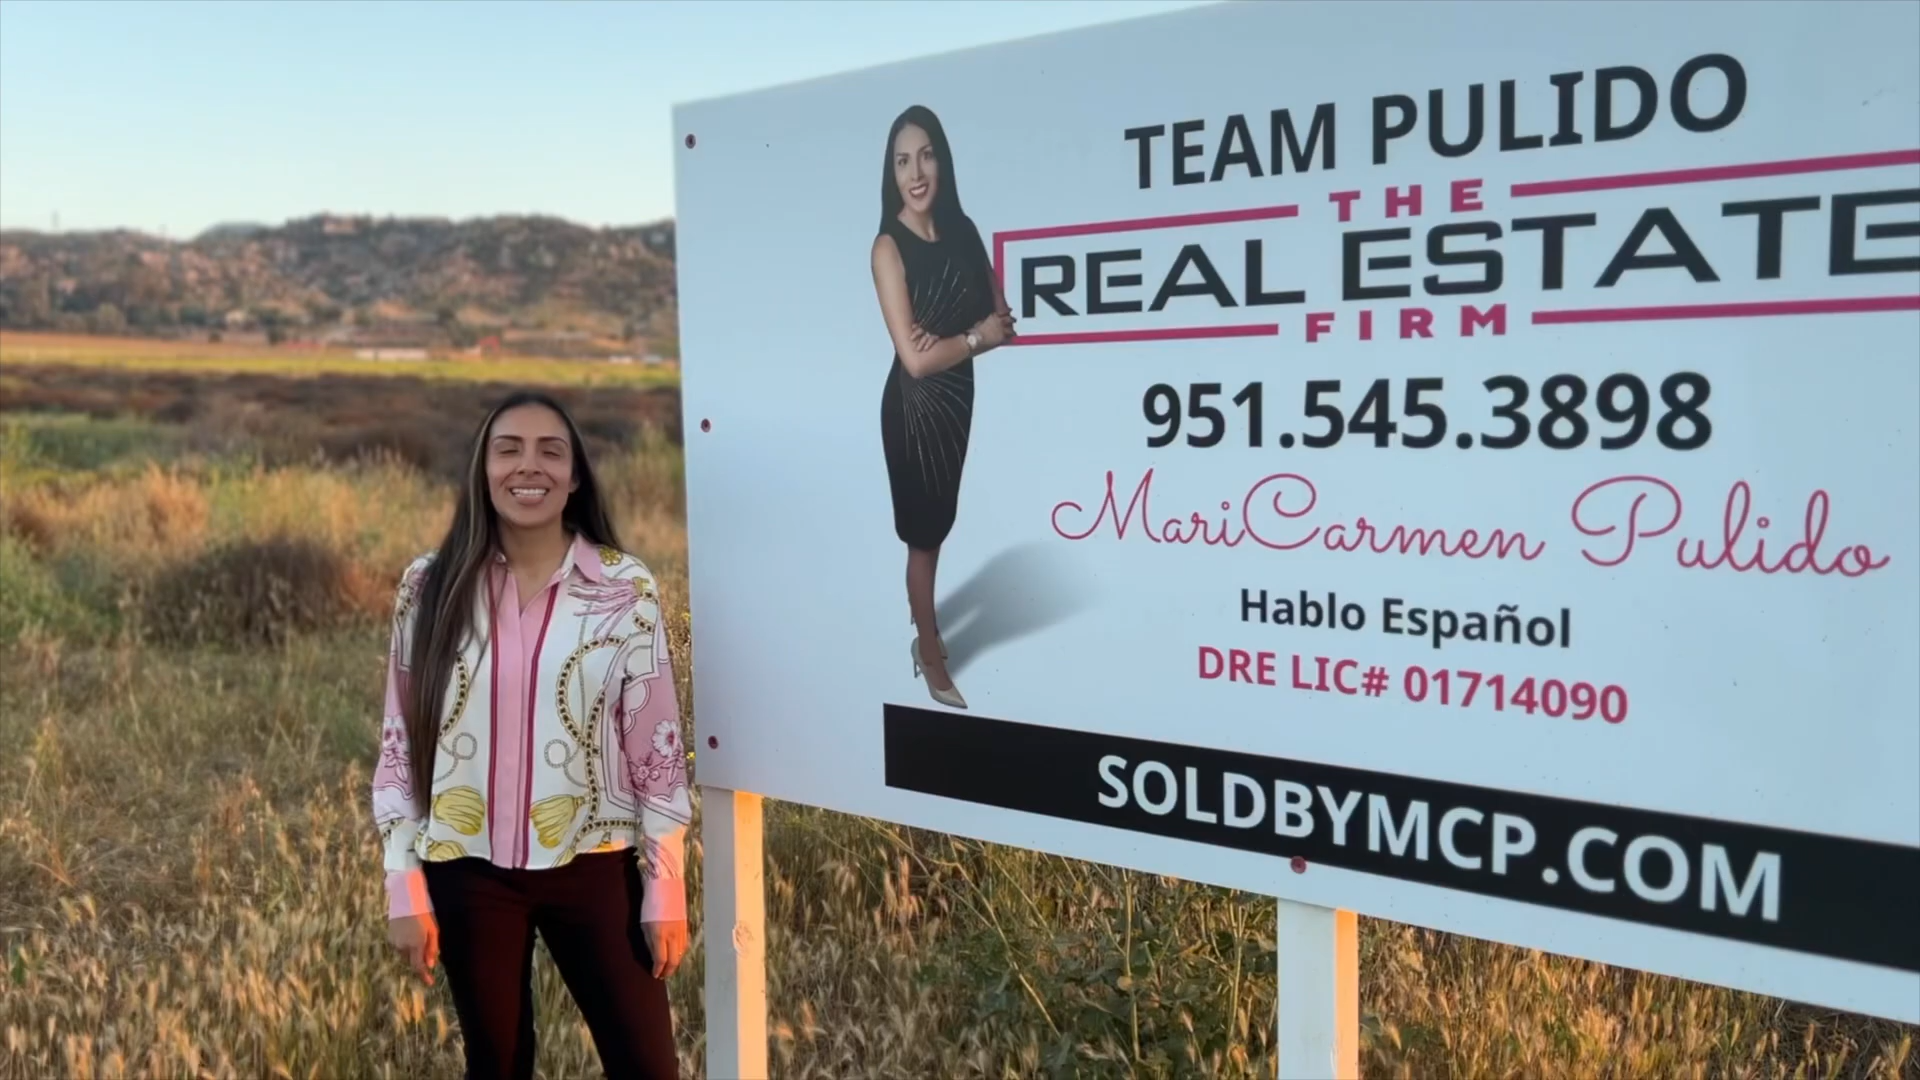 TEAM PULIDO
THE
REAL ESTATE
FIRM
951.545.3898
MariCarmen Pulido
Hablo Español
DRE LIC# 01714090
SOLDBYMCP.COM